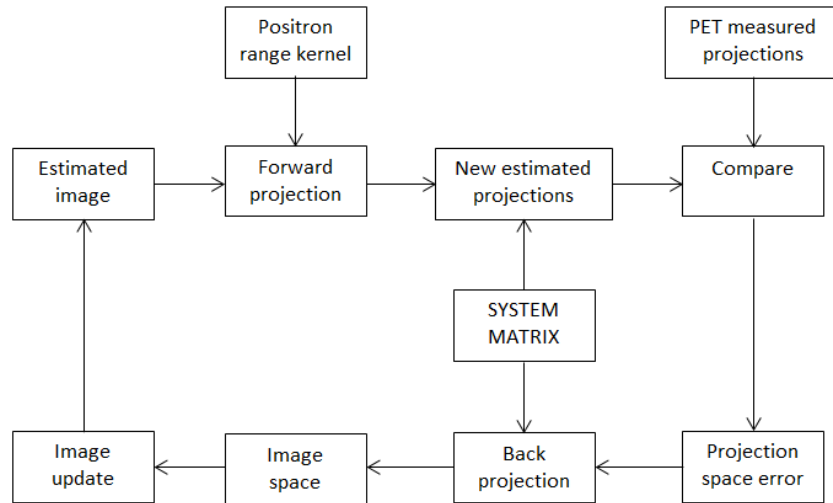 Positron
range kernel
PET measured
projections
Estimated
image
Forward
projection
New estimated
projections
Compare
SYSTEM
MATRIX
Image
update
Image
space
Back
projection
Projection
space error